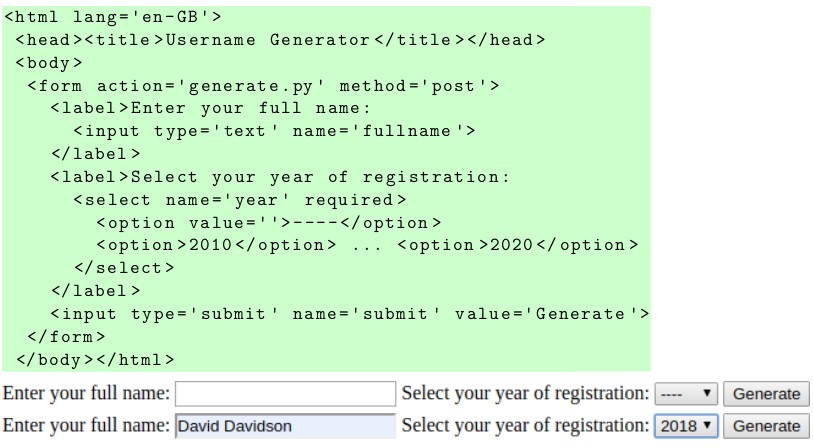 <html lang='en-GB'>
<head><title>Username Generator</title></head>
<body>
<form action='generate.py' method='post'>
<label>Enter your full name:
<input type='text' name='fullname'>
</label>
<label>Select your year of registration:
<select name='year' required>
<option value=''>----</option>
<option>2010</option> ... <option>2020</option>
</select>
</label>
<input type='submit' name='submit' value='Generate'>
</form>
</body></html>
Enter your full name: Select your year of registration: ---- ▼ Generate
Enter your full name: David Davidson Select your year of registration: 2018 ▼ Generate